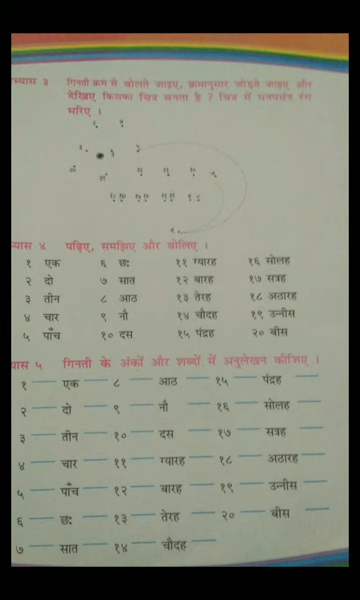 भ्यास ३ गिनती क्रम से बोलते जाइए, क्रमानुसार जोड़ते जाइए और
देखिए किसका चित्र बनता है ? चित्र में मनपसंद रंग
भरिए ।
यास ४ पढ़िए, समझिए और बोलिए ।
१ एक ६ छः ११ ग्यारह १६ सोलह
२ दो ७ सात १२ बारह १७ सत्रह
३ तीन ८ आठ १३ तेरह १८ अठारह
४ चार ९ नौ १४ चौदह १९ उन्नीस
५ पाँच १० दस १५ पंद्रह २० बीस
यास ५ गिनती के अंकों और शब्दों में अनुलेखन कीजिए ।
१ एक ८ आठ १५ पंद्रह
२ दो ९ नौ १६ सोलह
३ तीन १० दस १७ सत्रह
४ चार ११ ग्यारह १८ अठारह
५ पाँच १२ बारह १९ उन्नीस
६ छः १३ तेरह २० बीस
७ सात १४ चौदह